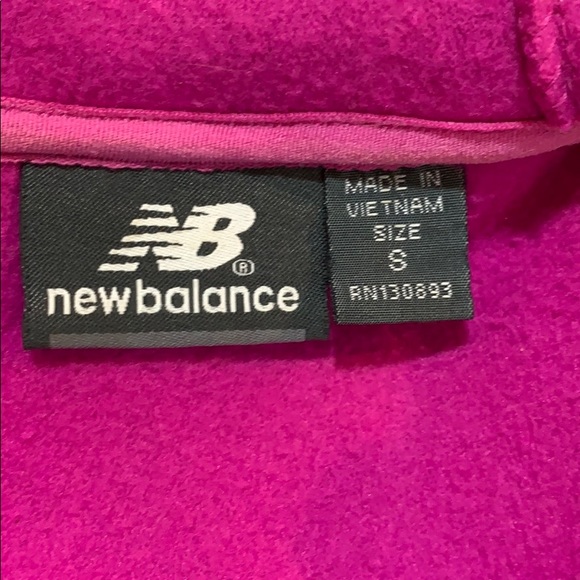 NB®
newbalance
MADE IN
VIETNAM
SIZE
S
RN130893